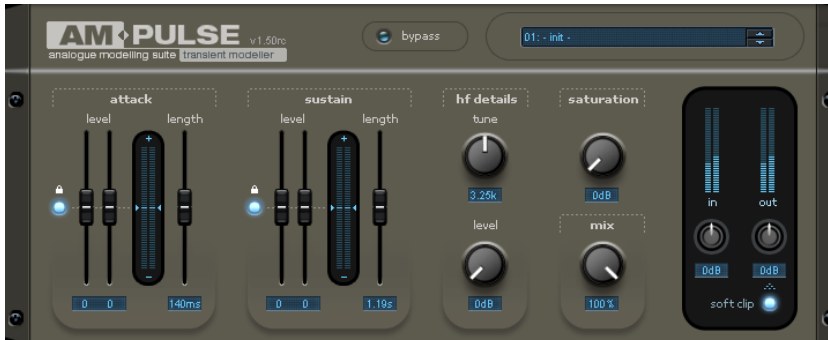 AM PULSE v1.50rc
analogue modelling suite transient modeller
bypass
01: - init -
attack
level length
0 0 140ms
sustain
level length
0 0 1.19s
hf details
tune
3.25k
level
0dB
saturation
0dB
mix
100 %
in out
0dB 0dB
soft clip